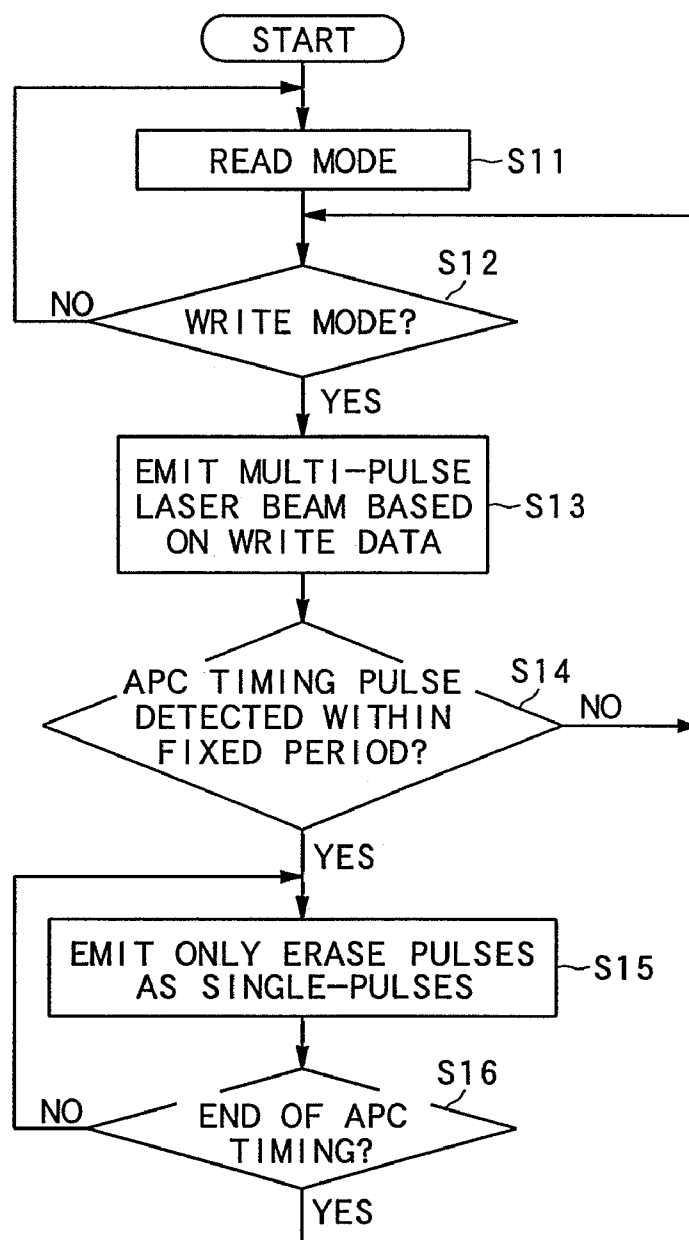 START
READ MODE
S11
S12
NO
WRITE MODE?
YES
EMIT MULTI-PULSE
LASER BEAM BASED
ON WRITE DATA
S13
APC TIMING PULSE
DETECTED WITHIN
FIXED PERIOD?
S14
NO
YES
EMIT ONLY ERASE PULSES
AS SINGLE-PULSES
S15
S16
NO
END OF APC
TIMING?
YES